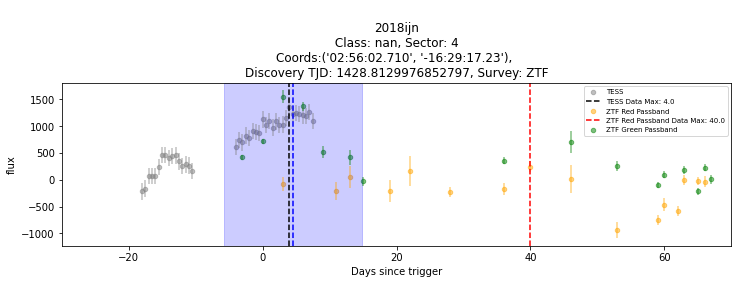 2018ijn
Class: nan, Sector: 4
Coords:('02:56:02.710', '-16:29:17.23'),
Discovery TJD: 1428.8129976852797, Survey: ZTF
flux
1500
1000
500
0
−500
−1000
TESS
TESS Data Max: 4.0
ZTF Red Passband
ZTF Red Passband Data Max: 40.0
ZTF Green Passband
−20
0
20
40
60
Days since trigger